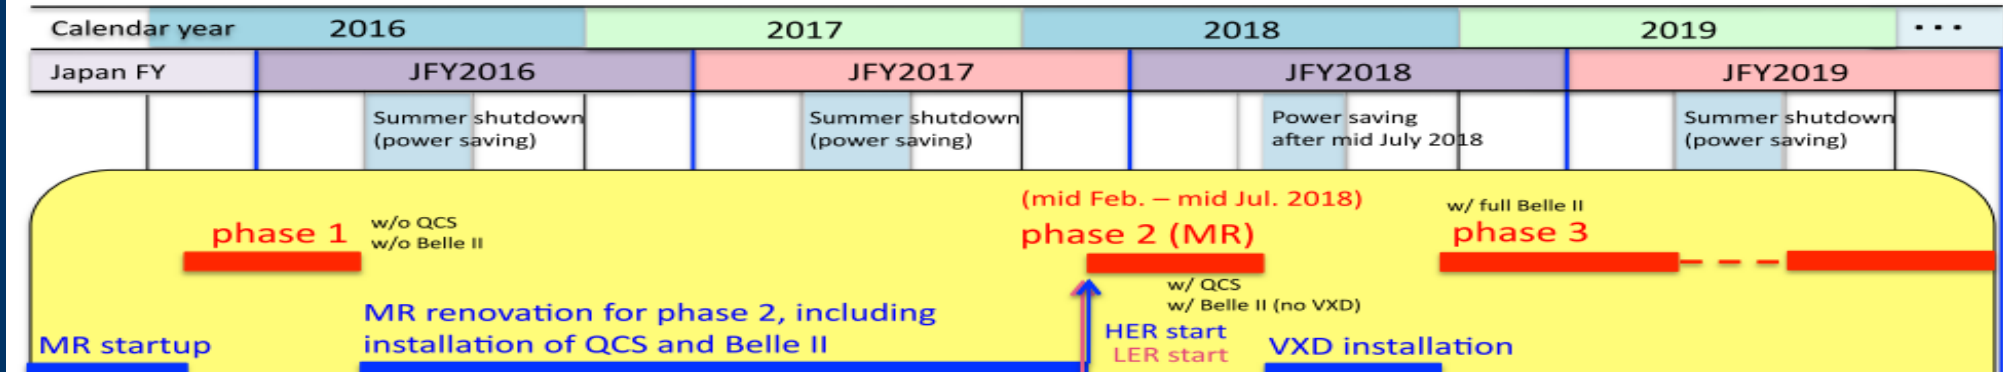 Calendar year 2016 2017 2018 2019 ...
Japan FY JFY2016 JFY2017 JFY2018 JFY2019
Summer shutdown
(power saving)
Summer shutdown
(power saving)
Power saving
after mid July 2018
Summer shutdown
(power saving)
phase 1
w/o QCS
w/o Belle II
(mid Feb. – mid Jul. 2018)
phase 2 (MR)
w/ full Belle II
phase 3
w/ QCS
w/ Belle II (no VXD)
MR startup
MR renovation for phase 2, including
installation of QCS and Belle II
HER start
LER start
VXD installation